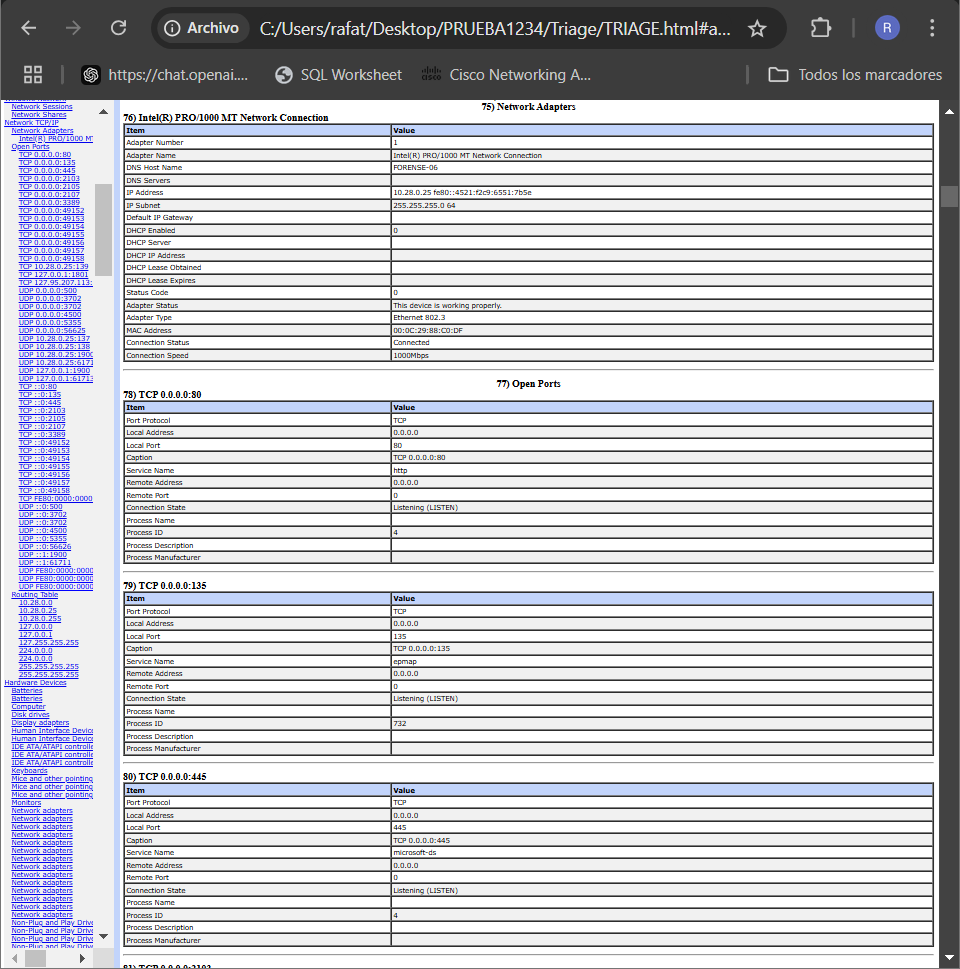 Archivo C:/Users/rafat/Desktop/PRUEBA1234/Triage/TRIAGE.html#a... R
https://chat.openai.... SQL Worksheet Cisco Networking A... Todos los marcadores
Network Sessions
Network Shares
Network TCP/IP
Network Adapters
Intel(R) PRO/1000 MT
Open Ports
TCP 0.0.0.0:80
TCP 0.0.0.0:135
TCP 0.0.0.0:445
TCP 0.0.0.0:2103
TCP 0.0.0.0:2105
TCP 0.0.0.0:2107
TCP 0.0.0.0:3389
TCP 0.0.0.0:49152
TCP 0.0.0.0:49153
TCP 0.0.0.0:49154
TCP 0.0.0.0:49155
TCP 0.0.0.0:49156
TCP 0.0.0.0:49157
TCP 0.0.0.0:49158
TCP 10.28.0.25:139
TCP 127.0.0.1:1801
TCP 127.95.207.113:
UDP 0.0.0.0:500
UDP 0.0.0.0:3702
UDP 0.0.0.0:3702
UDP 0.0.0.0:4500
UDP 0.0.0.0:5355
UDP 0.0.0.0:56625
UDP 10.28.0.25:137
UDP 10.28.0.25:138
UDP 10.28.0.25:1900
UDP 10.28.0.25:6171
UDP 127.0.0.1:1900
UDP 127.0.0.1:61713
TCP ::0:80
TCP ::0:135
TCP ::0:445
TCP ::0:2103
TCP ::0:2105
TCP ::0:2107
TCP ::0:3389
TCP ::0:49152
TCP ::0:49153
TCP ::0:49154
TCP ::0:49155
TCP ::0:49156
TCP ::0:49157
TCP ::0:49158
TCP FE80:0000:0000
UDP ::0:500
UDP ::0:3702
UDP ::0:3702
UDP ::0:4500
UDP ::0:5355
UDP ::0:56626
UDP ::1:1900
UDP ::1:61711
UDP FE80:0000:0000
UDP FE80:0000:0000
UDP FE80:0000:0000
Routing Table
10.28.0.0
10.28.0.25
10.28.0.255
127.0.0.0
127.0.0.1
127.255.255.255
224.0.0.0
224.0.0.0
255.255.255.255
255.255.255.255
Hardware Devices
Batteries
Batteries
Computer
Disk drives
Display adapters
Human Interface Device
Human Interface Device
IDE ATA/ATAPI controlle
IDE ATA/ATAPI controlle
IDE ATA/ATAPI controlle
Keyboards
Mice and other pointing
Mice and other pointing
Mice and other pointing
Monitors
Network adapters
Network adapters
Network adapters
Network adapters
Network adapters
Network adapters
Network adapters
Network adapters
Network adapters
Network adapters
Network adapters
Network adapters
Network adapters
Network adapters
Non-Plug and Play Drive
Non-Plug and Play Drive
Non-Plug and Play Drive
Non-Plug and Play Drive
75) Network Adapters
76) Intel(R) PRO/1000 MT Network Connection
Item Value
Adapter Number 1
Adapter Name Intel(R) PRO/1000 MT Network Connection
DNS Host Name FORENSE-06
DNS Servers
IP Address 10.28.0.25 fe80::4521:f2c9:6551:7b5e
IP Subnet 255.255.255.0 64
Default IP Gateway
DHCP Enabled 0
DHCP Server
DHCP IP Address
DHCP Lease Obtained
DHCP Lease Expires
Status Code 0
Adapter Status This device is working properly.
Adapter Type Ethernet 802.3
MAC Address 00:0C:29:88:C0:DF
Connection Status Connected
Connection Speed 1000Mbps
77) Open Ports
78) TCP 0.0.0.0:80
Item Value
Port Protocol TCP
Local Address 0.0.0.0
Local Port 80
Caption TCP 0.0.0.0:80
Service Name http
Remote Address 0.0.0.0
Remote Port 0
Connection State Listening (LISTEN)
Process Name
Process ID 4
Process Description
Process Manufacturer
79) TCP 0.0.0.0:135
Item Value
Port Protocol TCP
Local Address 0.0.0.0
Local Port 135
Caption TCP 0.0.0.0:135
Service Name epmap
Remote Address 0.0.0.0
Remote Port 0
Connection State Listening (LISTEN)
Process Name
Process ID 732
Process Description
Process Manufacturer
80) TCP 0.0.0.0:445
Item Value
Port Protocol TCP
Local Address 0.0.0.0
Local Port 445
Caption TCP 0.0.0.0:445
Service Name microsoft-ds
Remote Address 0.0.0.0
Remote Port 0
Connection State Listening (LISTEN)
Process Name
Process ID 4
Process Description
Process Manufacturer
81) TCP 0.0.0.0:2103